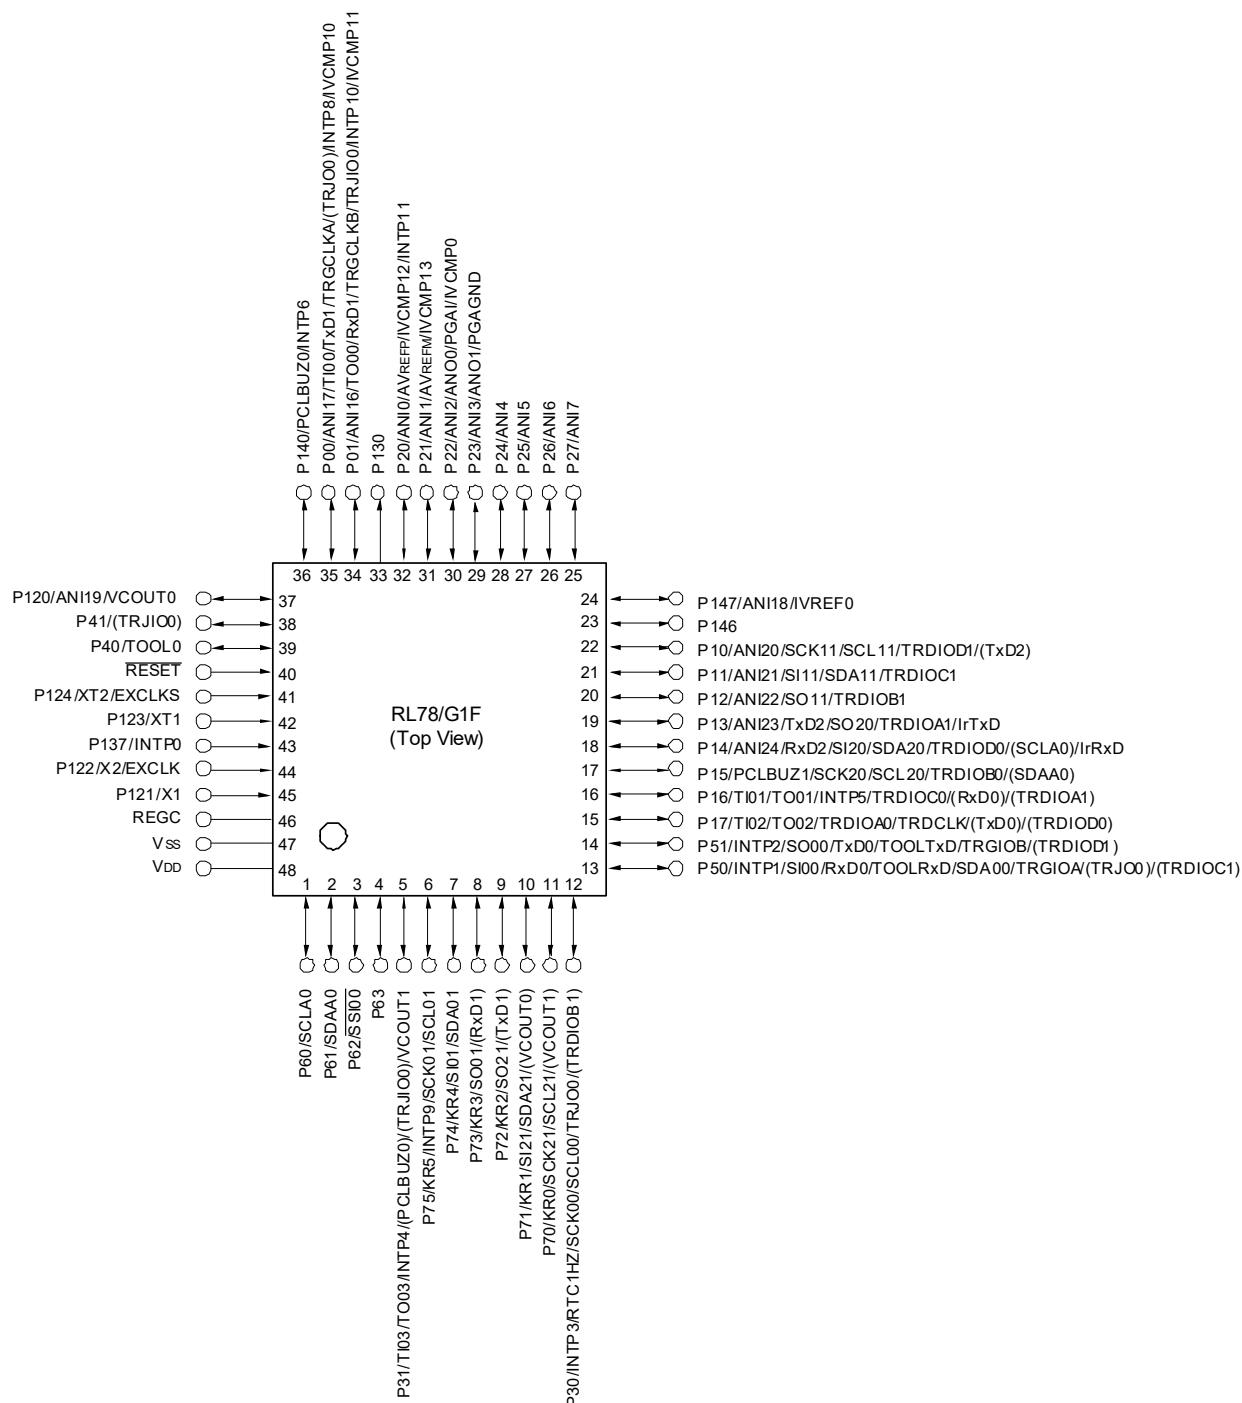 P140/PCLBUZ0/INTP6
P00/ANI17/TI00/TxD1/TRGCLKA/(TRJO0)/INTP8/IVCMP10
P01/ANI16/TO00/RxD1/TRGCLKB/TRJIO0/INTP10/IVCMP11
P130
P20/ANI0/AVREFP/IVCMP12/INTP11
P21/ANI1/AVREFM/IVCMP13
P22/ANI2/ANO0/PGAI/IVCMP0
P23/ANI3/ANO1/PGAGND
P24/ANI4
P25/ANI5
P26/ANI6
P27/ANI7
36 35 34 33 32 31 30 29 28 27 26 25
P120/ANI19/VCOUT0 37
P41/(TRJIO0) 38
P40/TOOL0 39
RESET 40
P124/XT2/EXCLKS 41
P123/XT1 42
P137/INTP0 43
P122/X2/EXCLK 44
P121/X1 45
REGC 46
VSS 47
VDD 48
RL78/G1F
(Top View)
24 P147/ANI18/IVREF0
23 P146
22 P10/ANI20/SCK11/SCL11/TRDIOD1/(TxD2)
21 P11/ANI21/SI11/SDA11/TRDIOC1
20 P12/ANI22/SO11/TRDIOB1
19 P13/ANI23/TxD2/SO20/TRDIOA1/IrTxD
18 P14/ANI24/RxD2/SI20/SDA20/TRDIOD0/(SCLA0)/IrRxD
17 P15/PCLBUZ1/SCK20/SCL20/TRDIOB0/(SDAA0)
16 P16/TI01/TO01/INTP5/TRDIOC0/(RxD0)/(TRDIOA1)
15 P17/TI02/TO02/TRDIOA0/TRDCLK/(TxD0)/(TRDIOD0)
14 P51/INTP2/SO00/TxD0/TOOLTxD/TRGIOB/(TRDIOD1)
13 P50/INTP1/SI00/RxD0/TOOLRxD/SDA00/TRGIOA/(TRJO0)/(TRDIOC1)
1 2 3 4 5 6 7 8 9 10 11 12
P60/SCLA0
P61/SDAA0
P62/SSI00
P63
P31/TI03/TO03/INTP4/(PCLBUZ0)/(TRJIO0)/VCOUT1
P75/KR5/INTP9/SCK01/SCL01
P74/KR4/SI01/SDA01
P73/KR3/SO01/(RxD1)
P72/KR2/SO21/(TxD1)
P71/KR1/SI21/SDA21/(VCOUT0)
P70/KR0/SCK21/SCL21/(VCOUT1)
P30/INTP3/RTC1HZ/SCK00/SCL00/TRJO0/(TRDIOB1)